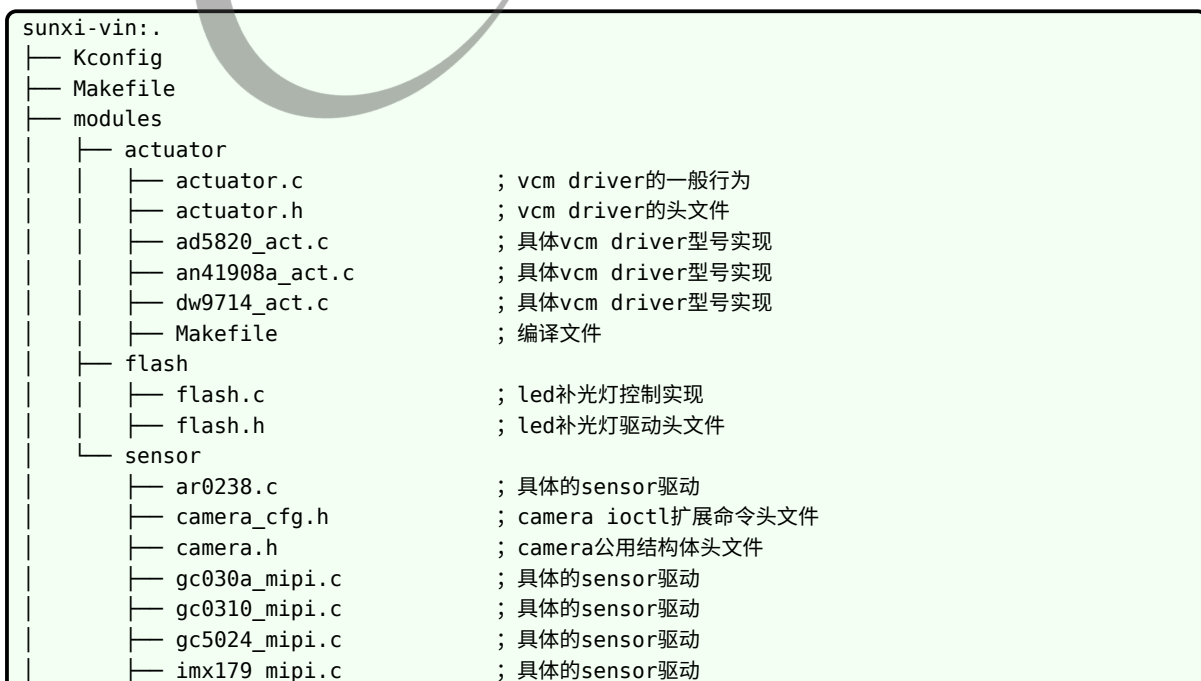 sunxi-vin:.
├── Kconfig
├── Makefile
├── modules
│   ├── actuator
│   │   ├── actuator.c ; vcm driver的一般行为
│   │   ├── actuator.h ; vcm driver的头文件
│   │   ├── ad5820_act.c ; 具体vcm driver型号实现
│   │   ├── an41908a_act.c ; 具体vcm driver型号实现
│   │   ├── dw9714_act.c ; 具体vcm driver型号实现
│   │   ├── Makefile ; 编译文件
│   ├── flash
│   │   ├── flash.c ; led补光灯控制实现
│   │   ├── flash.h ; led补光灯驱动头文件
│   └── sensor
│       ├── ar0238.c ; 具体的sensor驱动
│       ├── camera_cfg.h ; camera ioctl扩展命令头文件
│       ├── camera.h ; camera公用结构体头文件
│       ├── gc030a_mipi.c ; 具体的sensor驱动
│       ├── gc0310_mipi.c ; 具体的sensor驱动
│       ├── gc5024_mipi.c ; 具体的sensor驱动
│       ├── imx179_mipi.c ; 具体的sensor驱动